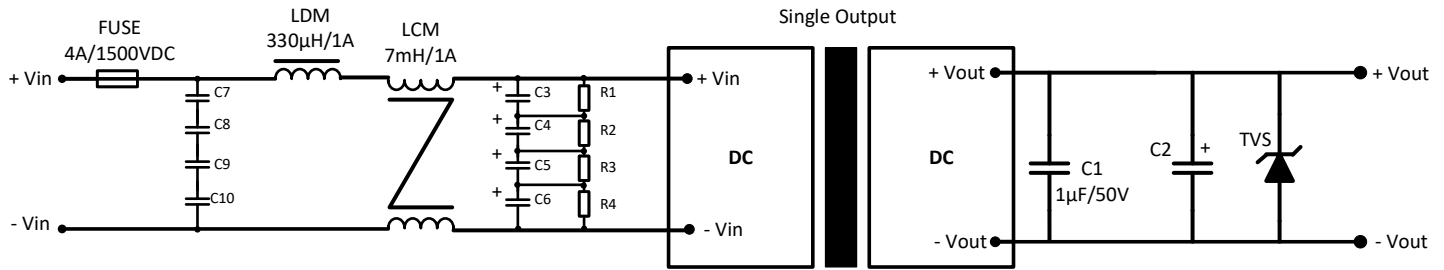 Single Output
FUSE
4A/1500VDC
LDM
330µH/1A
LCM
7mH/1A
+ Vin
- Vin
C7
C8
C9
C10
+ C3
+ C4
+ C5
+ C6
R1
R2
R3
R4
+ Vin
- Vin
DC
DC
+ Vout
- Vout
C1
1µF/50V
C2 +
TVS
+ Vout
- Vout